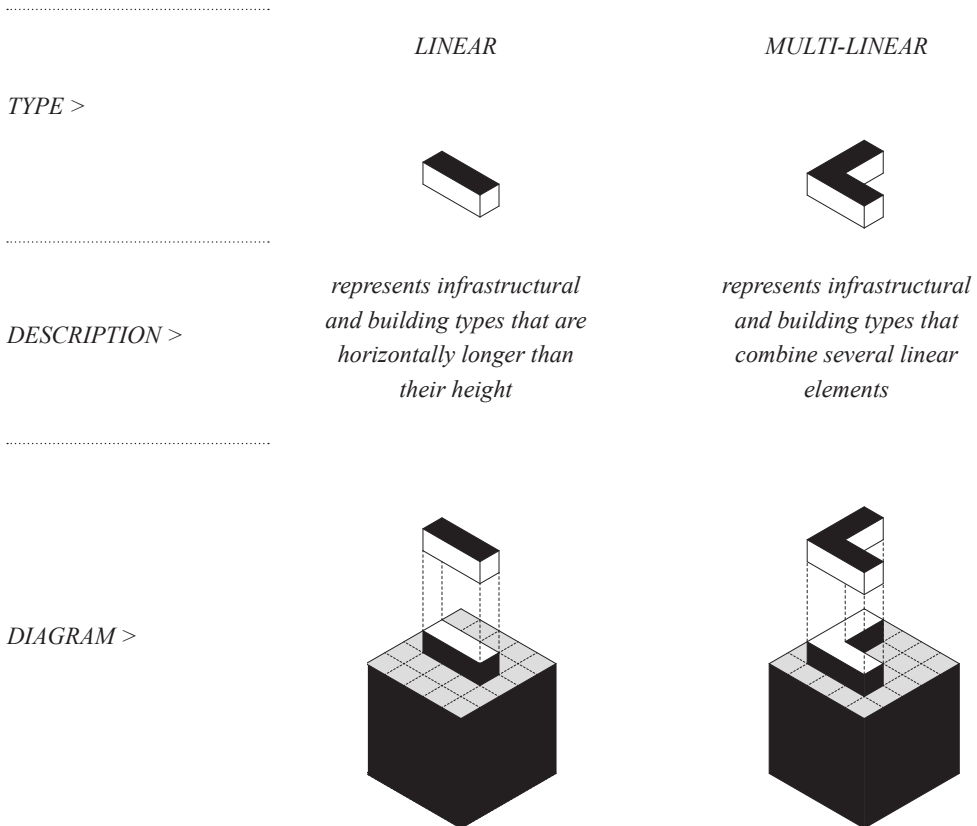 LINEAR
MULTI-LINEAR
TYPE >
represents infrastructural
and building types that are
horizontally longer than
their height
represents infrastructural
and building types that
combine several linear
elements
DESCRIPTION >
DIAGRAM >